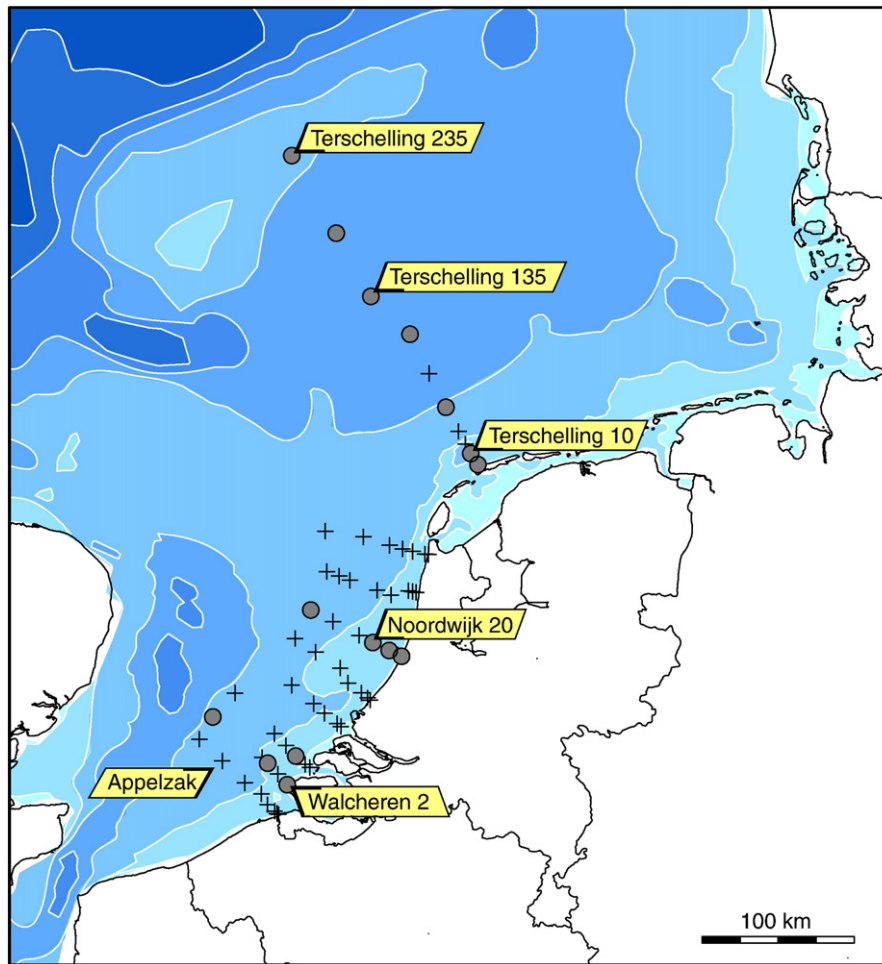 Terschelling 235
Terschelling 135
Terschelling 10
Noordwijk 20
Appelzak
Walcheren 2
100 km